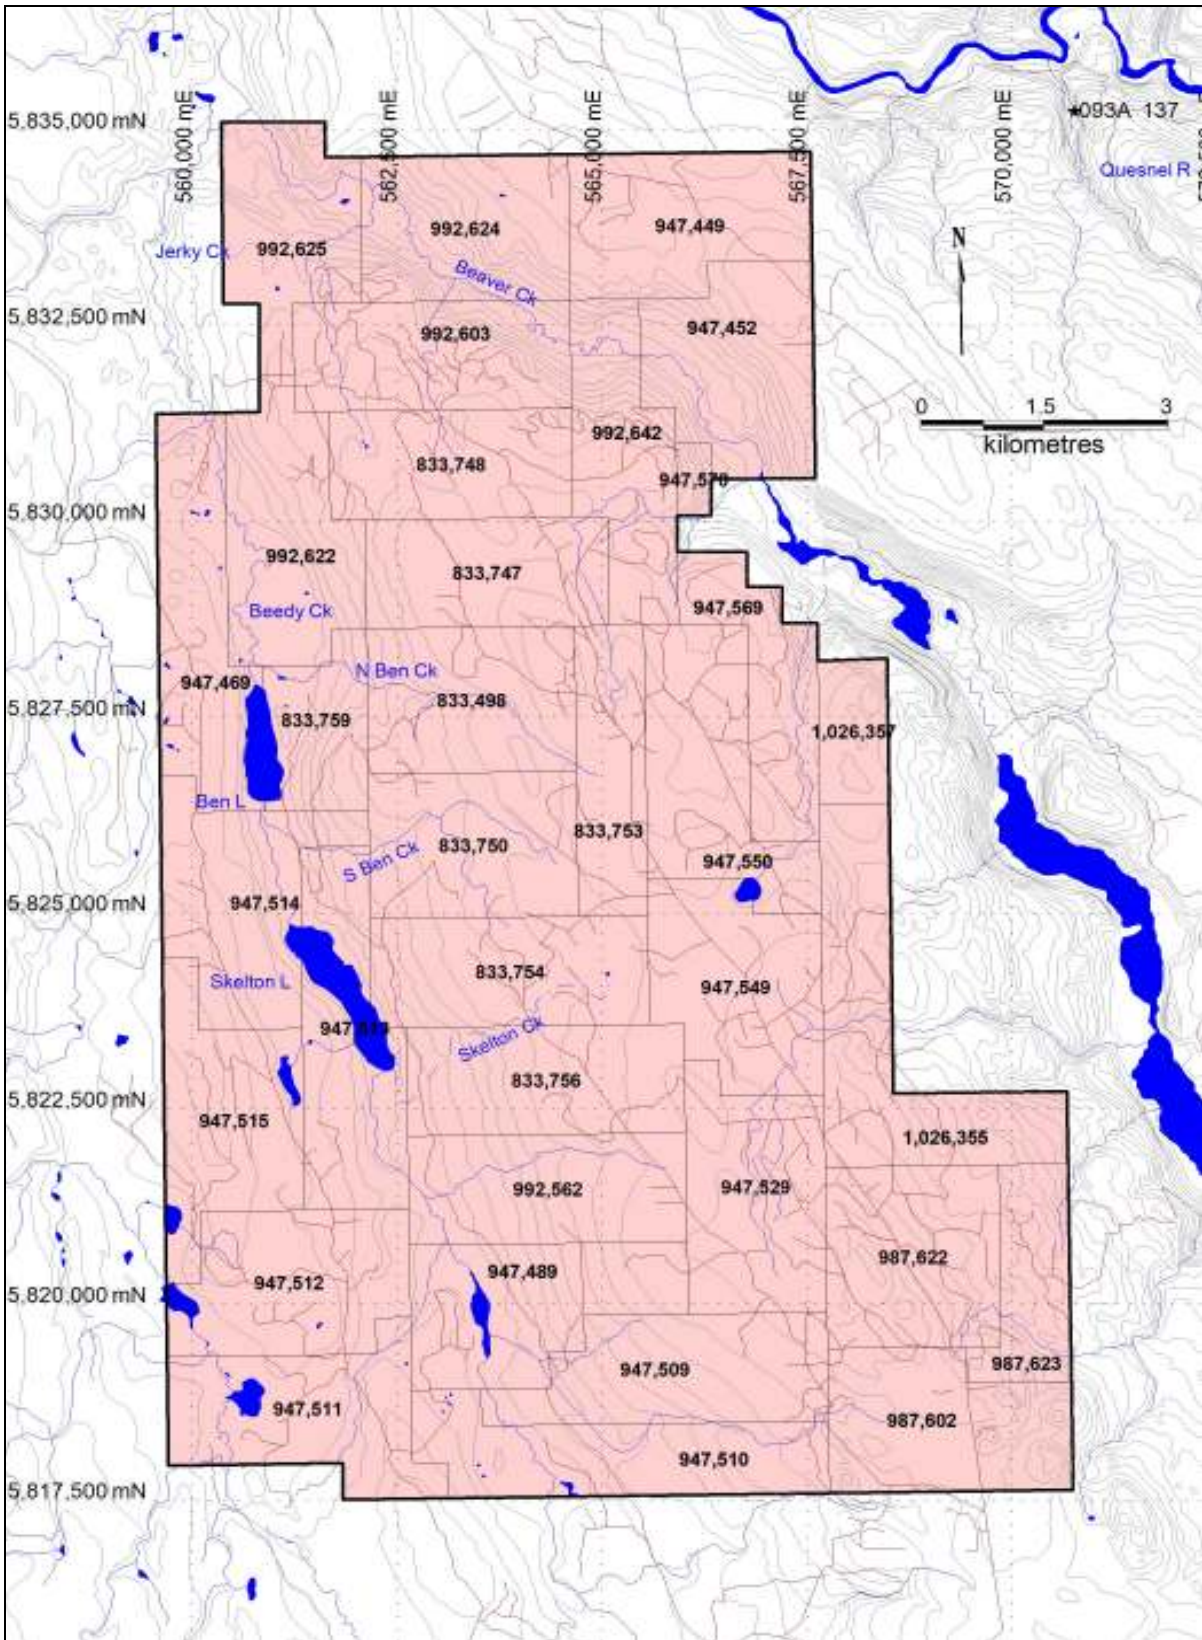 5,835,000 mN
560,000 mE
562,500 mE
565,000 mE
567,500 mE
570,000 mE
093A 137
Quesnel R
992,624
947,449
Jerky Ck
992,625
N
Beaver Ck
5,832,500 mN
992,603
947,452
0 1.5 3
kilometres
992,642
833,748
947,570
5,830,000 mN
992,622
833,747
Beedy Ck
947,569
N Ben Ck
947,469
833,498
5,827,500 mN
833,759
1,026,357
Ben L
833,753
S Ben Ck
833,750
947,550
5,825,000 mN
947,514
833,754
Skelton L
947,549
Skelton Ck
833,756
5,822,500 mN
947,515
1,026,355
992,562
947,529
987,622
947,489
947,512
5,820,000 mN
947,509
987,623
947,511
987,602
947,510
5,817,500 mN